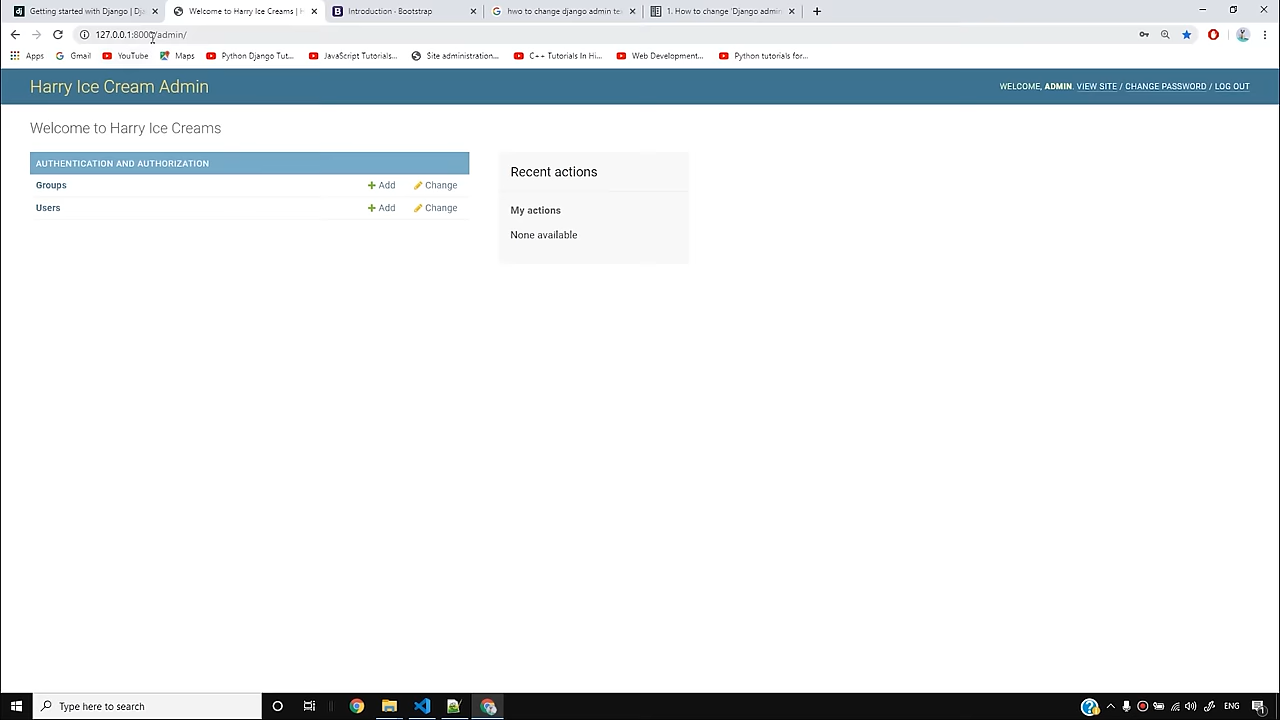 Getting started with Django | Dja
Welcome to Harry Ice Creams | H
Introduction · Bootstrap
hwo to change django admin te
1. How to change 'Django admin
127.0.0.1:8000/admin/
Apps
Gmail
YouTube
Maps
Python Django Tut...
JavaScript Tutorials...
Site administration...
C++ Tutorials In Hi...
Web Development...
Python tutorials for...
Harry Ice Cream Admin
WELCOME, ADMIN. VIEW SITE / CHANGE PASSWORD / LOG OUT
Welcome to Harry Ice Creams
AUTHENTICATION AND AUTHORIZATION
Groups Add Change
Users Add Change
Recent actions
My actions
None available
Type here to search
ENG